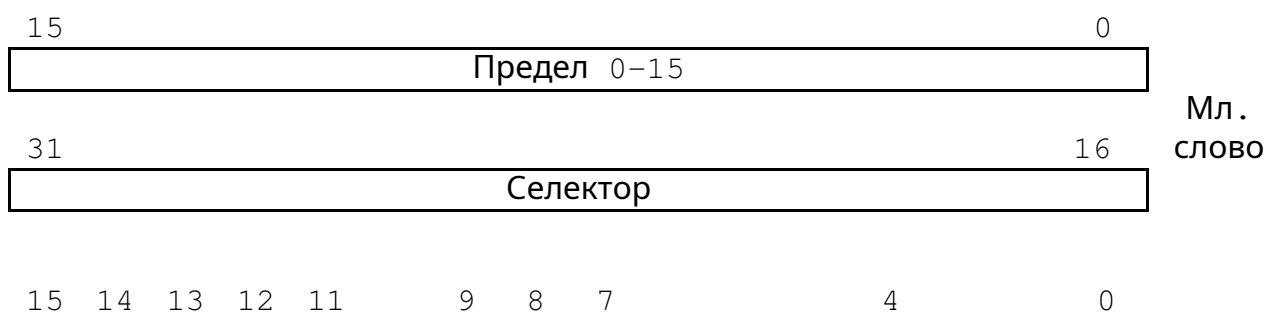 15 0
Предел 0–15
Мл.
31 16 слово
Селектор
15 14 13 12 11 9 8 7 4 0